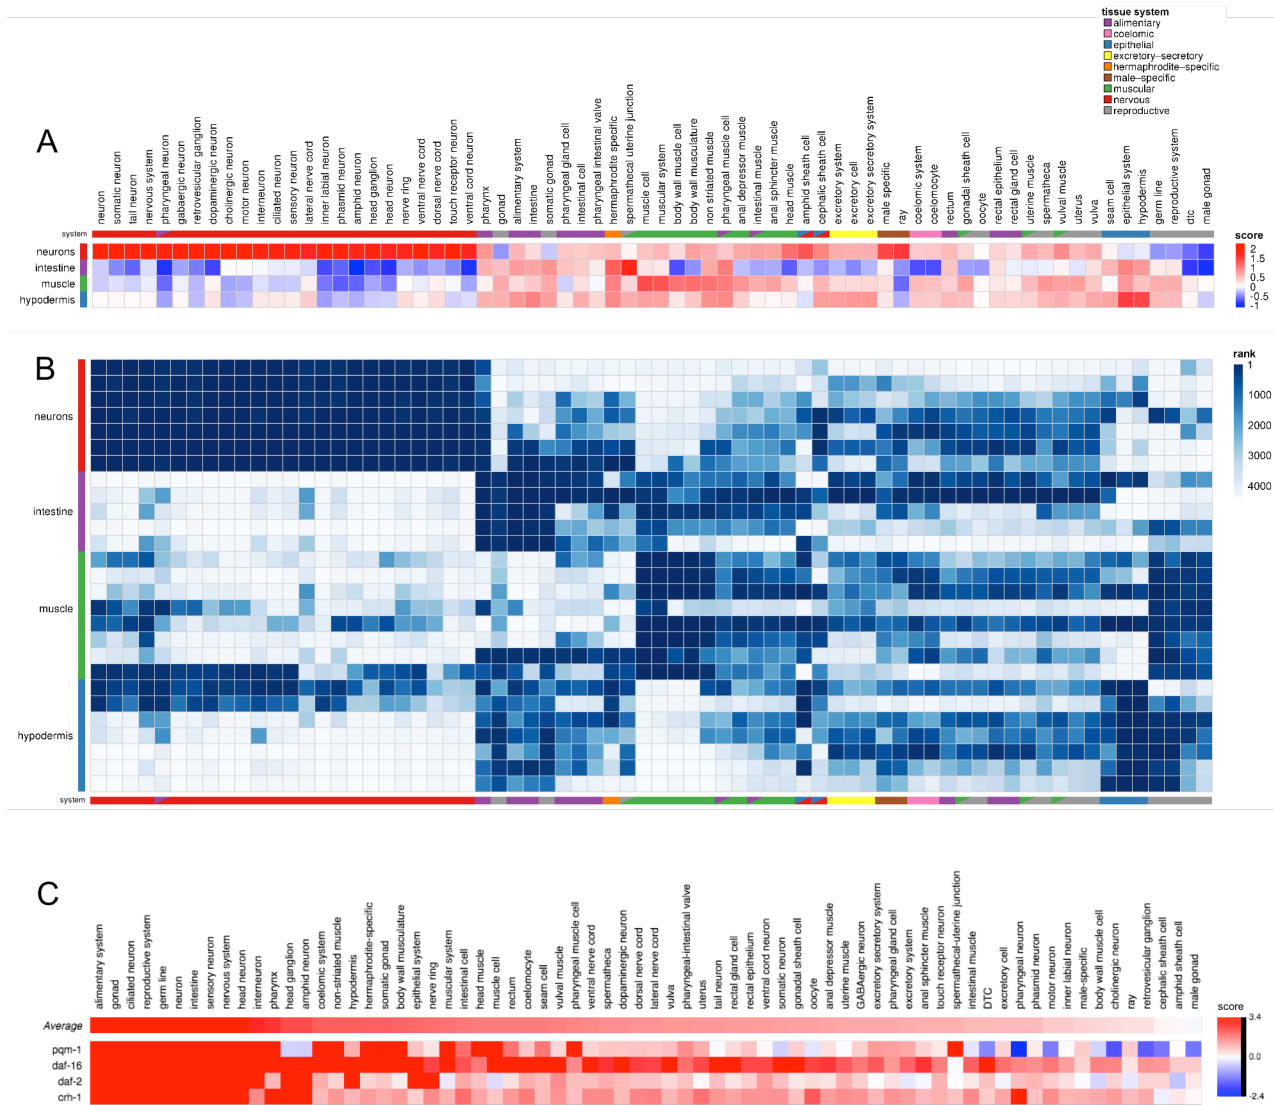 tissue system
alimentary
coelomic
epithelial
excretory–secretory
hermaphrodite–specific
male–specific
muscular
nervous
reproductive
A
neuron
somatic neuron
tail neuron
nervous system
pharyngeal neuron
gabaergic neuron
retrovesicular ganglion
dopaminergic neuron
cholinergic neuron
motor neuron
interneuron
ciliated neuron
sensory neuron
lateral nerve cord
inner labial neuron
phasmid neuron
amphid neuron
head ganglion
head neuron
nerve ring
ventral nerve cord
dorsal nerve cord
touch receptor neuron
ventral cord neuron
pharynx
gonad
alimentary system
intestine
somatic gonad
pharyngeal gland cell
intestinal cell
pharyngeal intestinal valve
hermaphrodite specific
spermathecal uterine junction
muscle cell
muscular system
body wall muscle cell
body wall musculature
non striated muscle
pharyngeal muscle cell
anal depressor muscle
intestinal muscle
anal sphincter muscle
head muscle
amphid sheath cell
cephalic sheath cell
excretory system
excretory cell
excretory secretory system
male specific
ray
coelomic system
coelomocyte
rectum
gonadal sheath cell
oocyte
rectal epithelium
rectal gland cell
uterine muscle
spermatheca
vulval muscle
uterus
vulva
seam cell
epithelial system
hypodermis
germ line
reproductive system
dtc
male gonad
system
neurons
intestine
muscle
hypodermis
score
2
1.5
1
0.5
0
-0.5
-1
B
neurons
intestine
muscle
hypodermis
system
rank
1
1000
2000
3000
4000
C
alimentary system
gonad
ciliated neuron
reproductive system
germ line
neuron
intestine
sensory neuron
nervous system
head neuron
interneuron
pharynx
head ganglion
amphid neuron
coelomic system
non-striated muscle
hypodermis
hermaphrodite-specific
somatic gonad
body wall musculature
epithelial system
nerve ring
muscular system
intestinal cell
head muscle
muscle cell
rectum
coelomocyte
seam cell
vulval muscle
pharyngeal muscle cell
ventral nerve cord
spermatheca
dopaminergic neuron
dorsal nerve cord
lateral nerve cord
vulva
pharyngeal-intestinal valve
uterus
tail neuron
rectal gland cell
rectal epithelium
ventral cord neuron
somatic neuron
gonadal sheath cell
oocyte
anal depressor muscle
uterine muscle
GABAergic neuron
excretory secretory system
pharyngeal gland cell
excretory system
anal sphincter muscle
touch receptor neuron
spermathecal-uterine junction
intestinal muscle
DTC
excretory cell
pharyngeal neuron
phasmid neuron
motor neuron
inner labial neuron
male-specific
body wall muscle cell
cholinergic neuron
ray
retrovesicular ganglion
cephalic sheath cell
amphid sheath cell
male gonad
Average
pqm-1
daf-16
daf-2
crh-1
score
3.4
0.0
-2.4